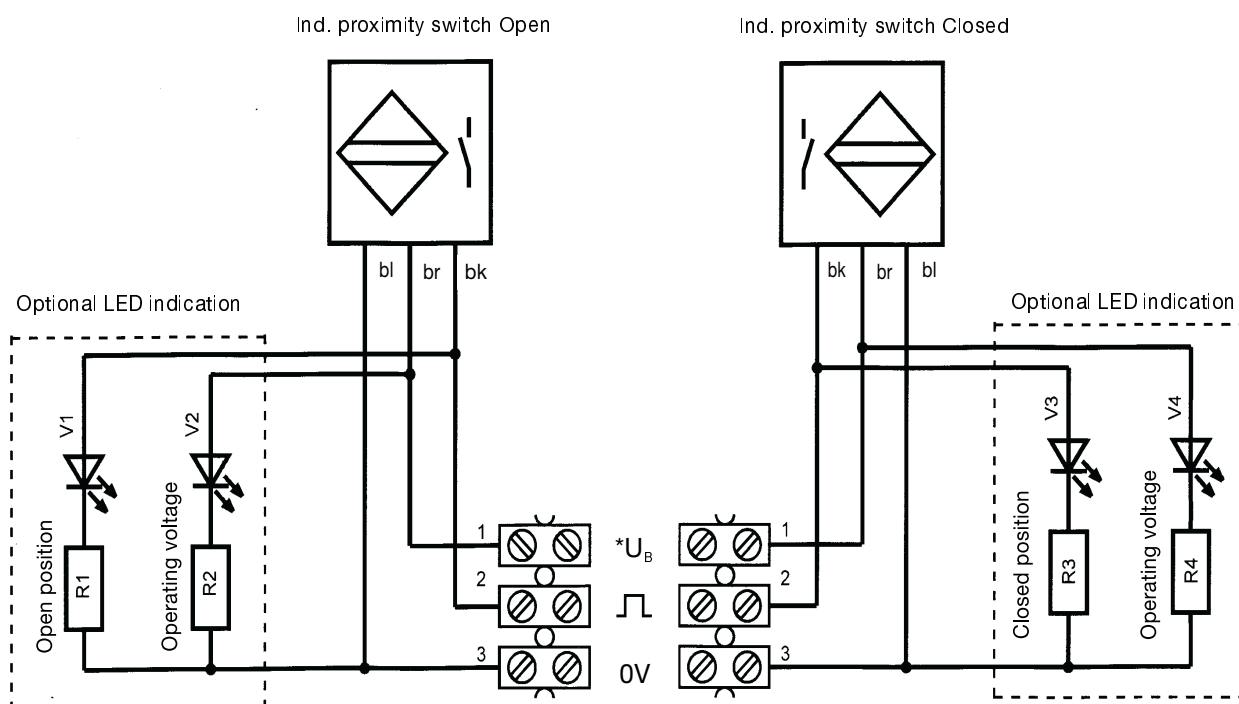 Ind. proximity switch Open
Ind. proximity switch Closed
bl
br
bk
bk
br
bl
Optional LED indication
Optional LED indication
V1
V2
V3
V4
Open position
R1
Operating voltage
R2
Closed position
R3
Operating voltage
R4
1
*UB
1
2
2
3
0V
3